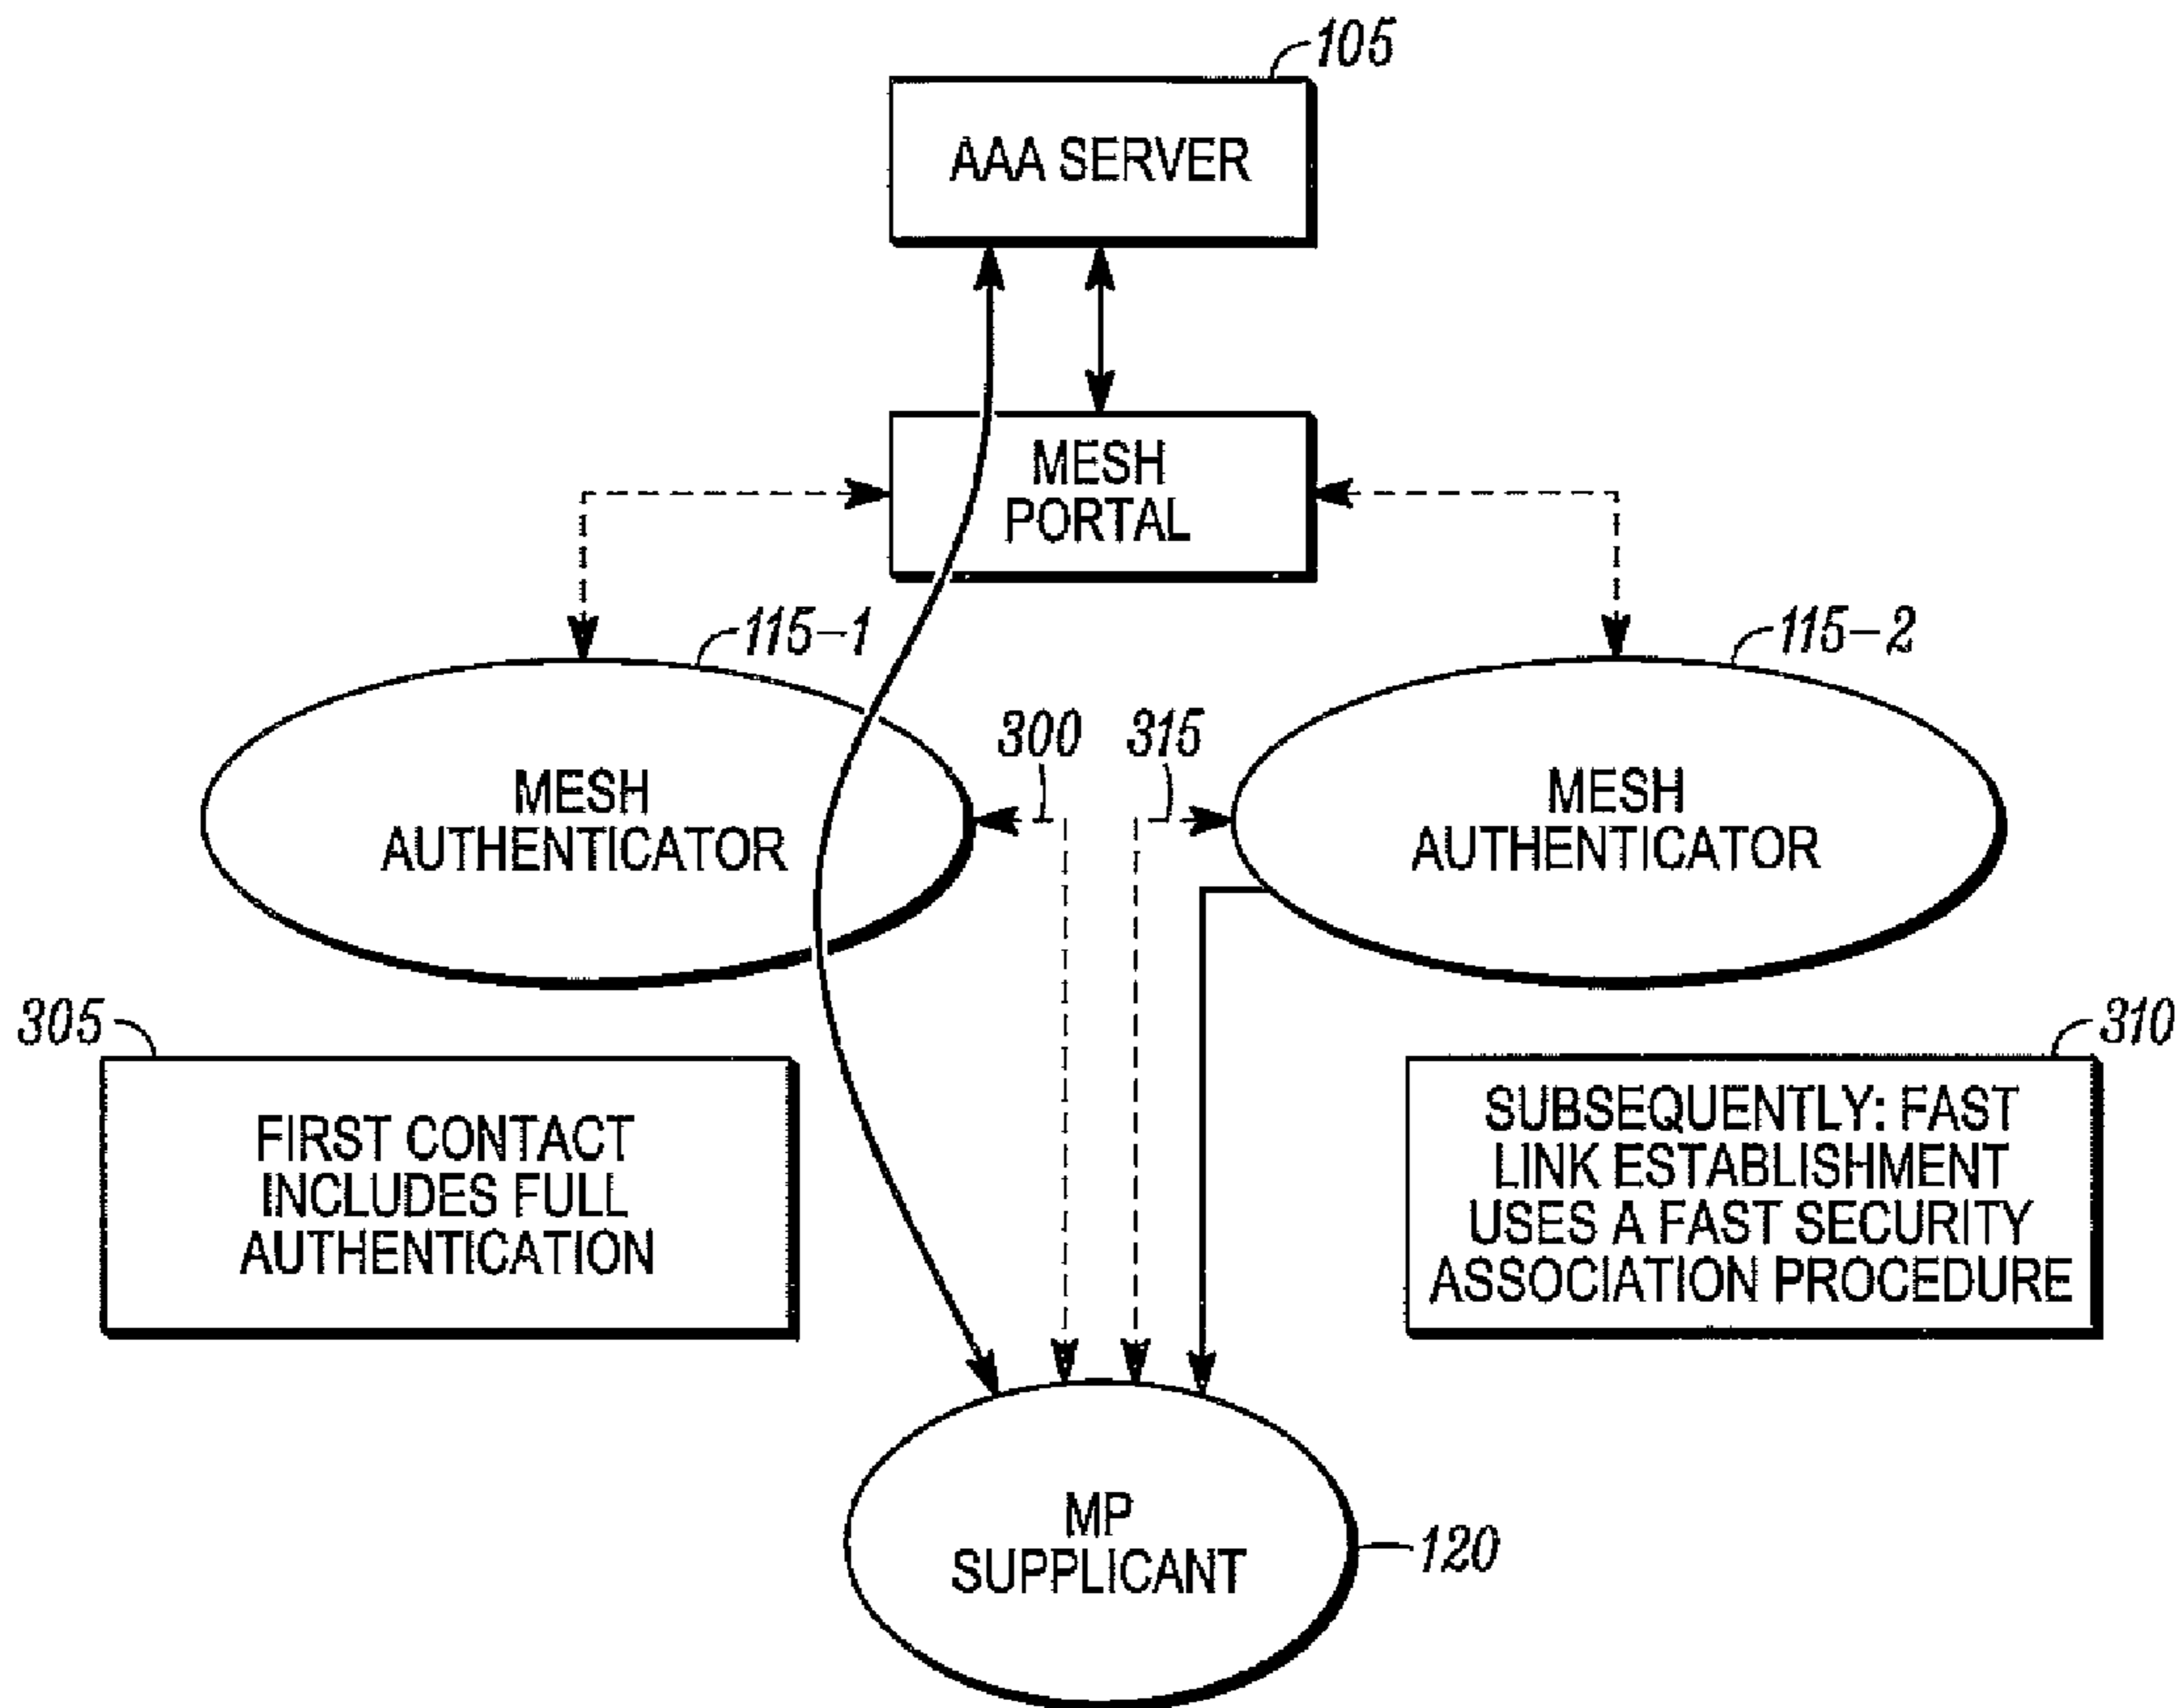 105
AAA SERVER
MESH
PORTAL
115-1
115-2
300
315
MESH
AUTHENTICATOR
MESH
AUTHENTICATOR
305
310
FIRST CONTACT
INCLUDES FULL
AUTHENTICATION
SUBSEQUENTLY: FAST
LINK ESTABLISHMENT
USES A FAST SECURITY
ASSOCIATION PROCEDURE
MP
SUPPLICANT
120